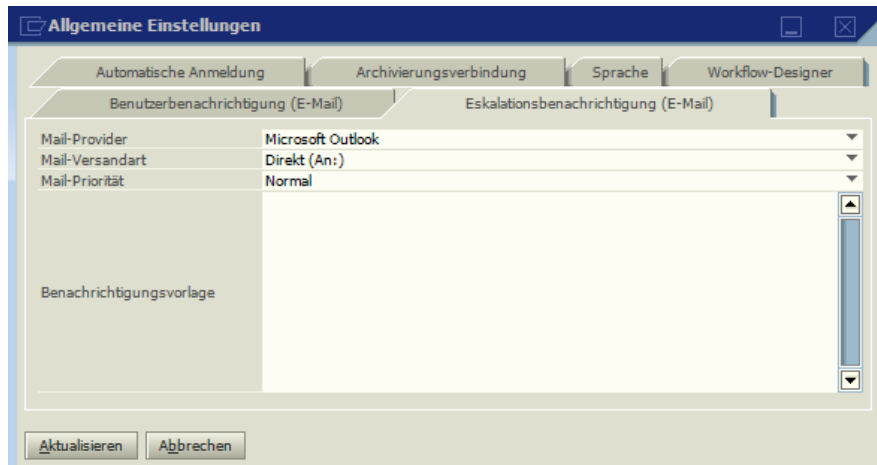 Allgemeine Einstellungen
Automatische Anmeldung Archivierungsverbindung Sprache Workflow-Designer
Benutzerbenachrichtigung (E-Mail) Eskalationsbenachrichtigung (E-Mail)
Mail-Provider Microsoft Outlook
Mail-Versandart Direkt (An:)
Mail-Priorität Normal
Benachrichtigungsvorlage
Aktualisieren Abbrechen